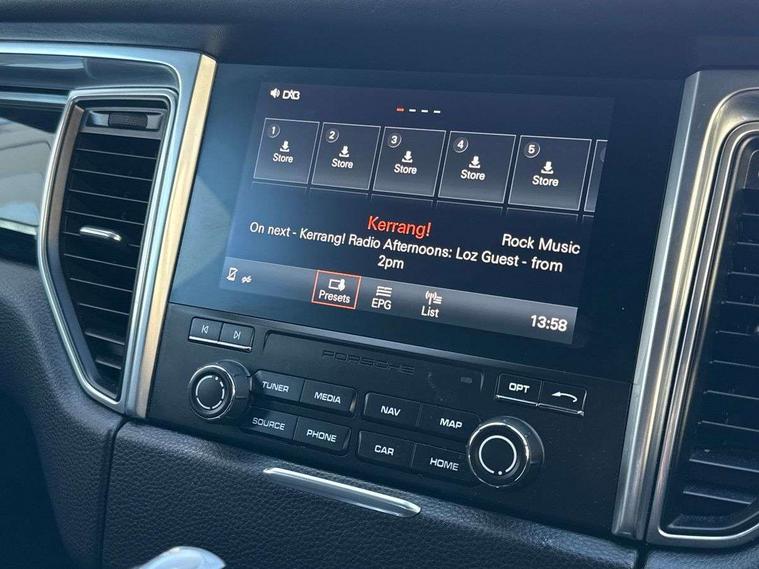 DAB
1 2 3 4 5
Store Store Store Store Store
Kerrang!
Rock Music
On next - Kerrang! Radio Afternoons: Loz Guest - from
2pm
Presets EPG List
13:58
PORSCHE
TUNER MEDIA
SOURCE PHONE
NAV MAP
CAR HOME
OPT